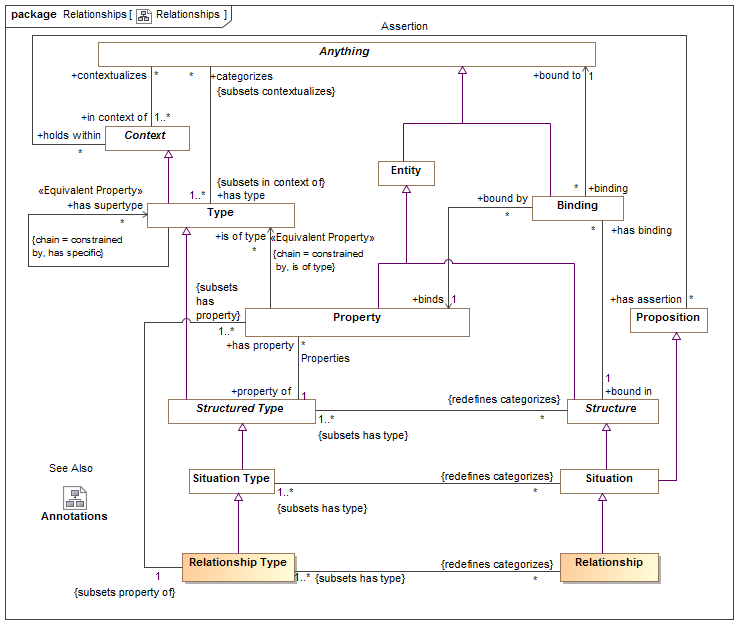 package Relationships [ Relationships ]
Assertion
Anything
+contextualizes
*
*
+categorizes
{subsets contextualizes}
+bound to
1
+in context of
1..*
+holds within
*
Context
Entity
«Equivalent Property»
+has supertype
*
1..*
{subsets in context of}
+has type
+bound by
*
*
+binding
Type
Binding
{chain = constrained
by, has specific}
+is of type
*
«Equivalent Property»
{chain = constrained
by, is of type}
*
+has binding
{subsets
has
property}
1..*
+binds
1
+has assertion
*
Property
Proposition
+has property
*
Properties
+property of
1
1
+bound in
{redefines categorizes}
Structured Type
Structure
1..*
*
{subsets has type}
See Also
Annotations
Situation Type
{redefines categorizes}
Situation
1..*
*
{subsets has type}
Relationship Type
{redefines categorizes}
Relationship
1
1..*
{subsets has type}
*
{subsets property of}